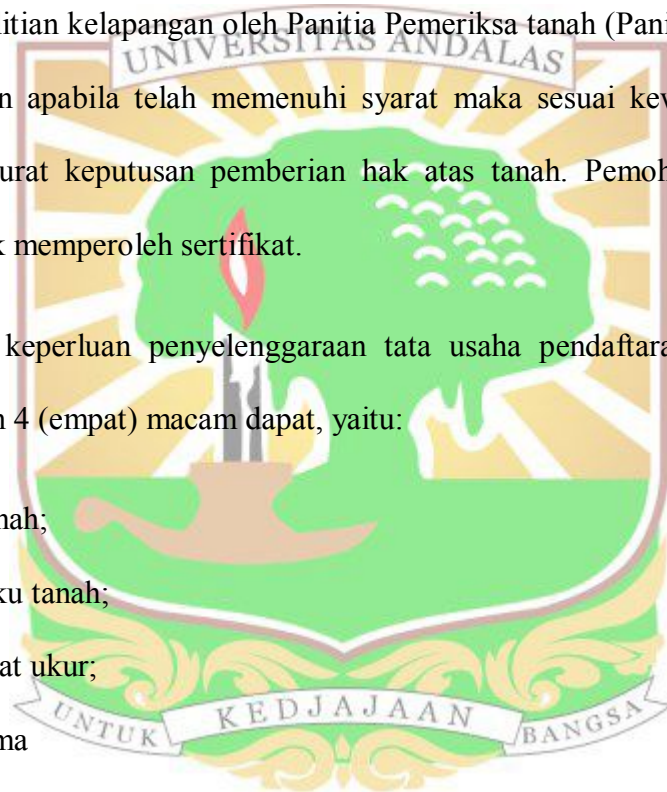 litian kelapangan oleh Panitia Pemeriksa tanah (Pani
UNIVERSITAS ANDALAS
n apabila telah memenuhi syarat maka sesuai kev
urat keputusan pemberian hak atas tanah. Pemoh
k memperoleh sertifikat.
keperluan penyelenggaraan tata usaha pendaftara
n 4 (empat) macam dapat, yaitu:
nah;
ku tanah;
at ukur;
ma
UNTUK KEDJAJAAN BANGSA